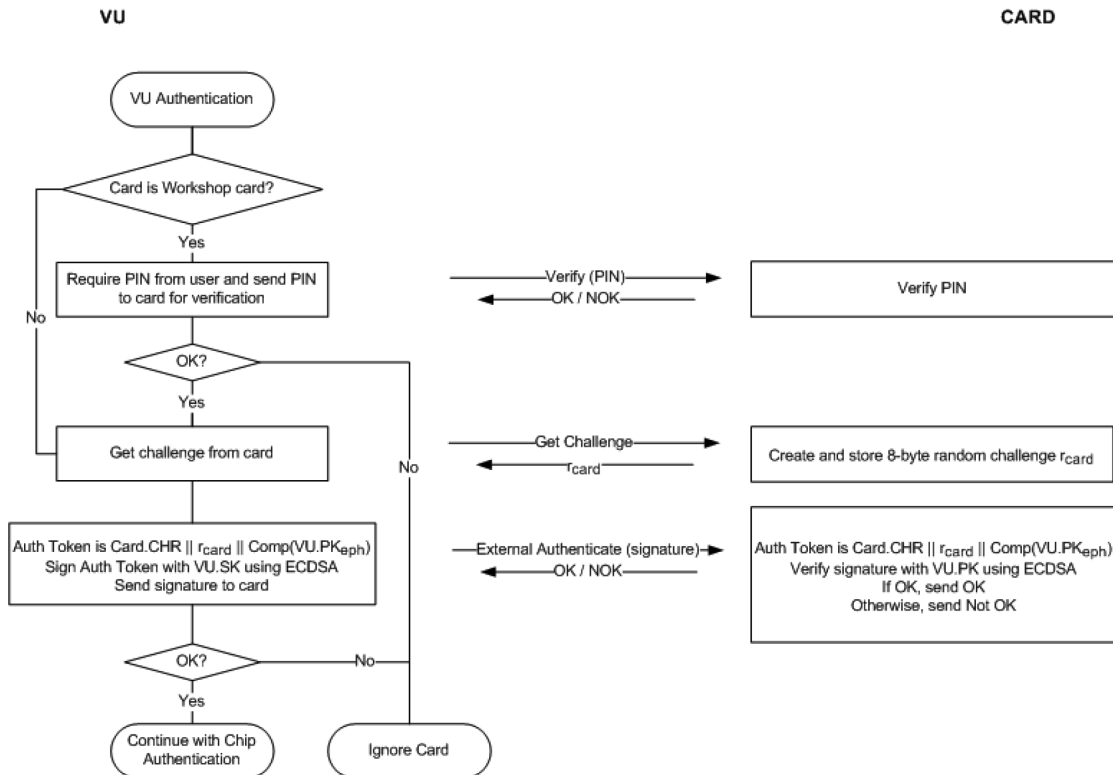 VU
CARD
VU Authentication
Card is Workshop card?
Yes
Require PIN from user and send PIN
to card for verification
Verify (PIN)
OK / NOK
Verify PIN
No
OK?
Yes
Get challenge from card
No
Get Challenge
rcard
Create and store 8-byte random challenge rcard
Auth Token is Card.CHR || rcard || Comp(VU.PKeph)
Sign Auth Token with VU.SK using ECDSA
Send signature to card
External Authenticate (signature)
OK / NOK
Auth Token is Card.CHR || rcard || Comp(VU.PKeph)
Verify signature with VU.PK using ECDSA
If OK, send OK
Otherwise, send Not OK
OK?
No
Yes
Continue with Chip
Authentication
Ignore Card